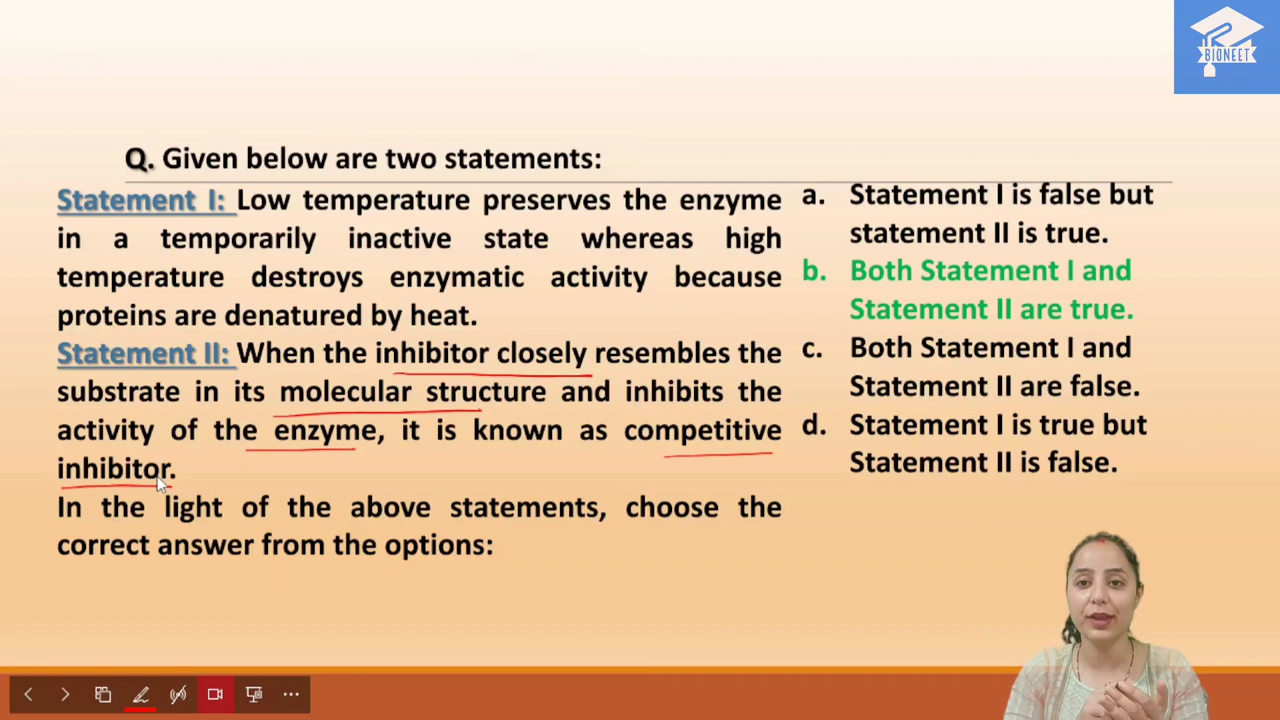 BIONEET
Q. Given below are two statements:
Statement I: Low temperature preserves the enzyme
in a temporarily inactive state whereas high
temperature destroys enzymatic activity because
proteins are denatured by heat.
Statement II: When the inhibitor closely resembles the
substrate in its molecular structure and inhibits the
activity of the enzyme, it is known as competitive
inhibitor.
In the light of the above statements, choose the
correct answer from the options:
a. Statement I is false but
statement II is true.
b. Both Statement I and
Statement II are true.
c. Both Statement I and
Statement II are false.
d. Statement I is true but
Statement II is false.